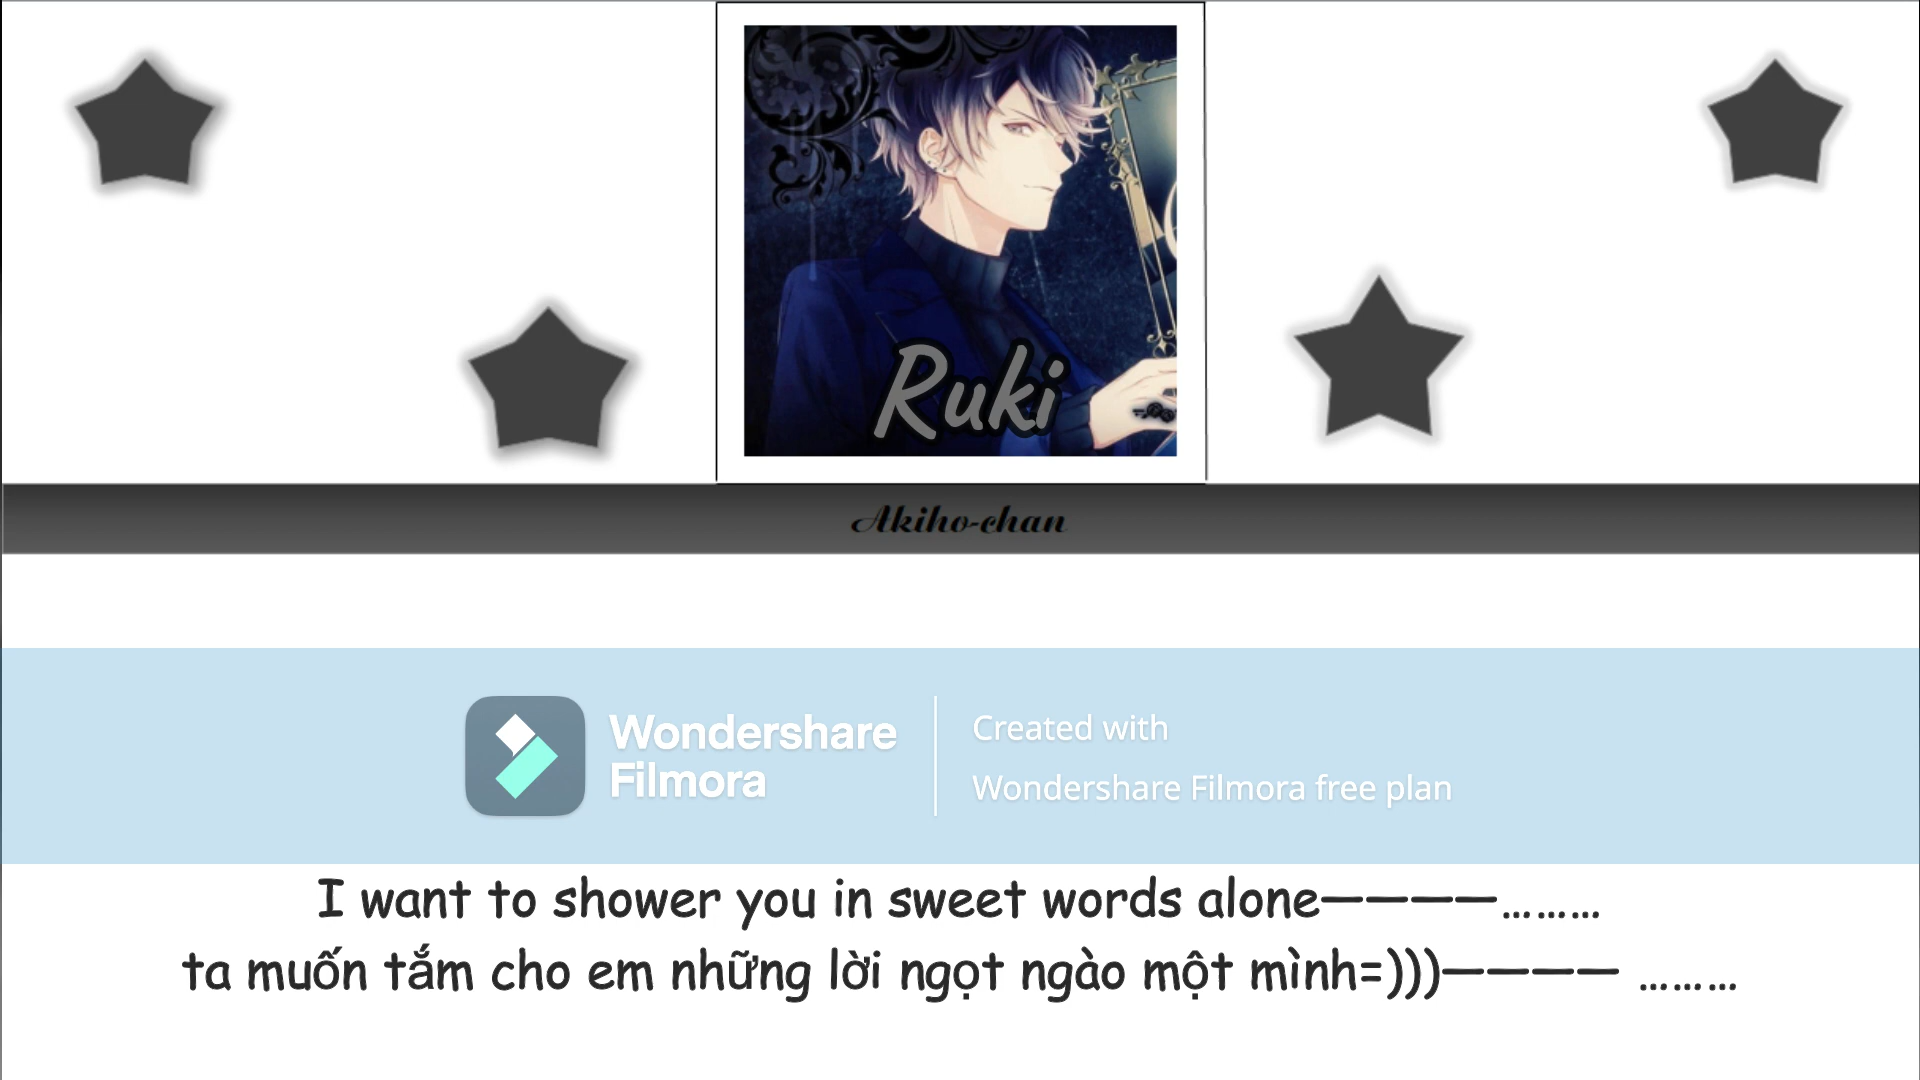 Ruki
Akiho-chan
Wondershare
Filmora
Created with
Wondershare Filmora free plan
I want to shower you in sweet words alone————………
ta muốn tắm cho em những lời ngọt ngào một mình=)))———— ………